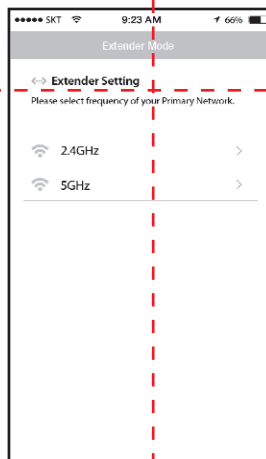 SKT 9:23 AM 66%
Extender Mode
Extender Setting
Please select frequency of your Primary Network.
2.4GHz
5GHz